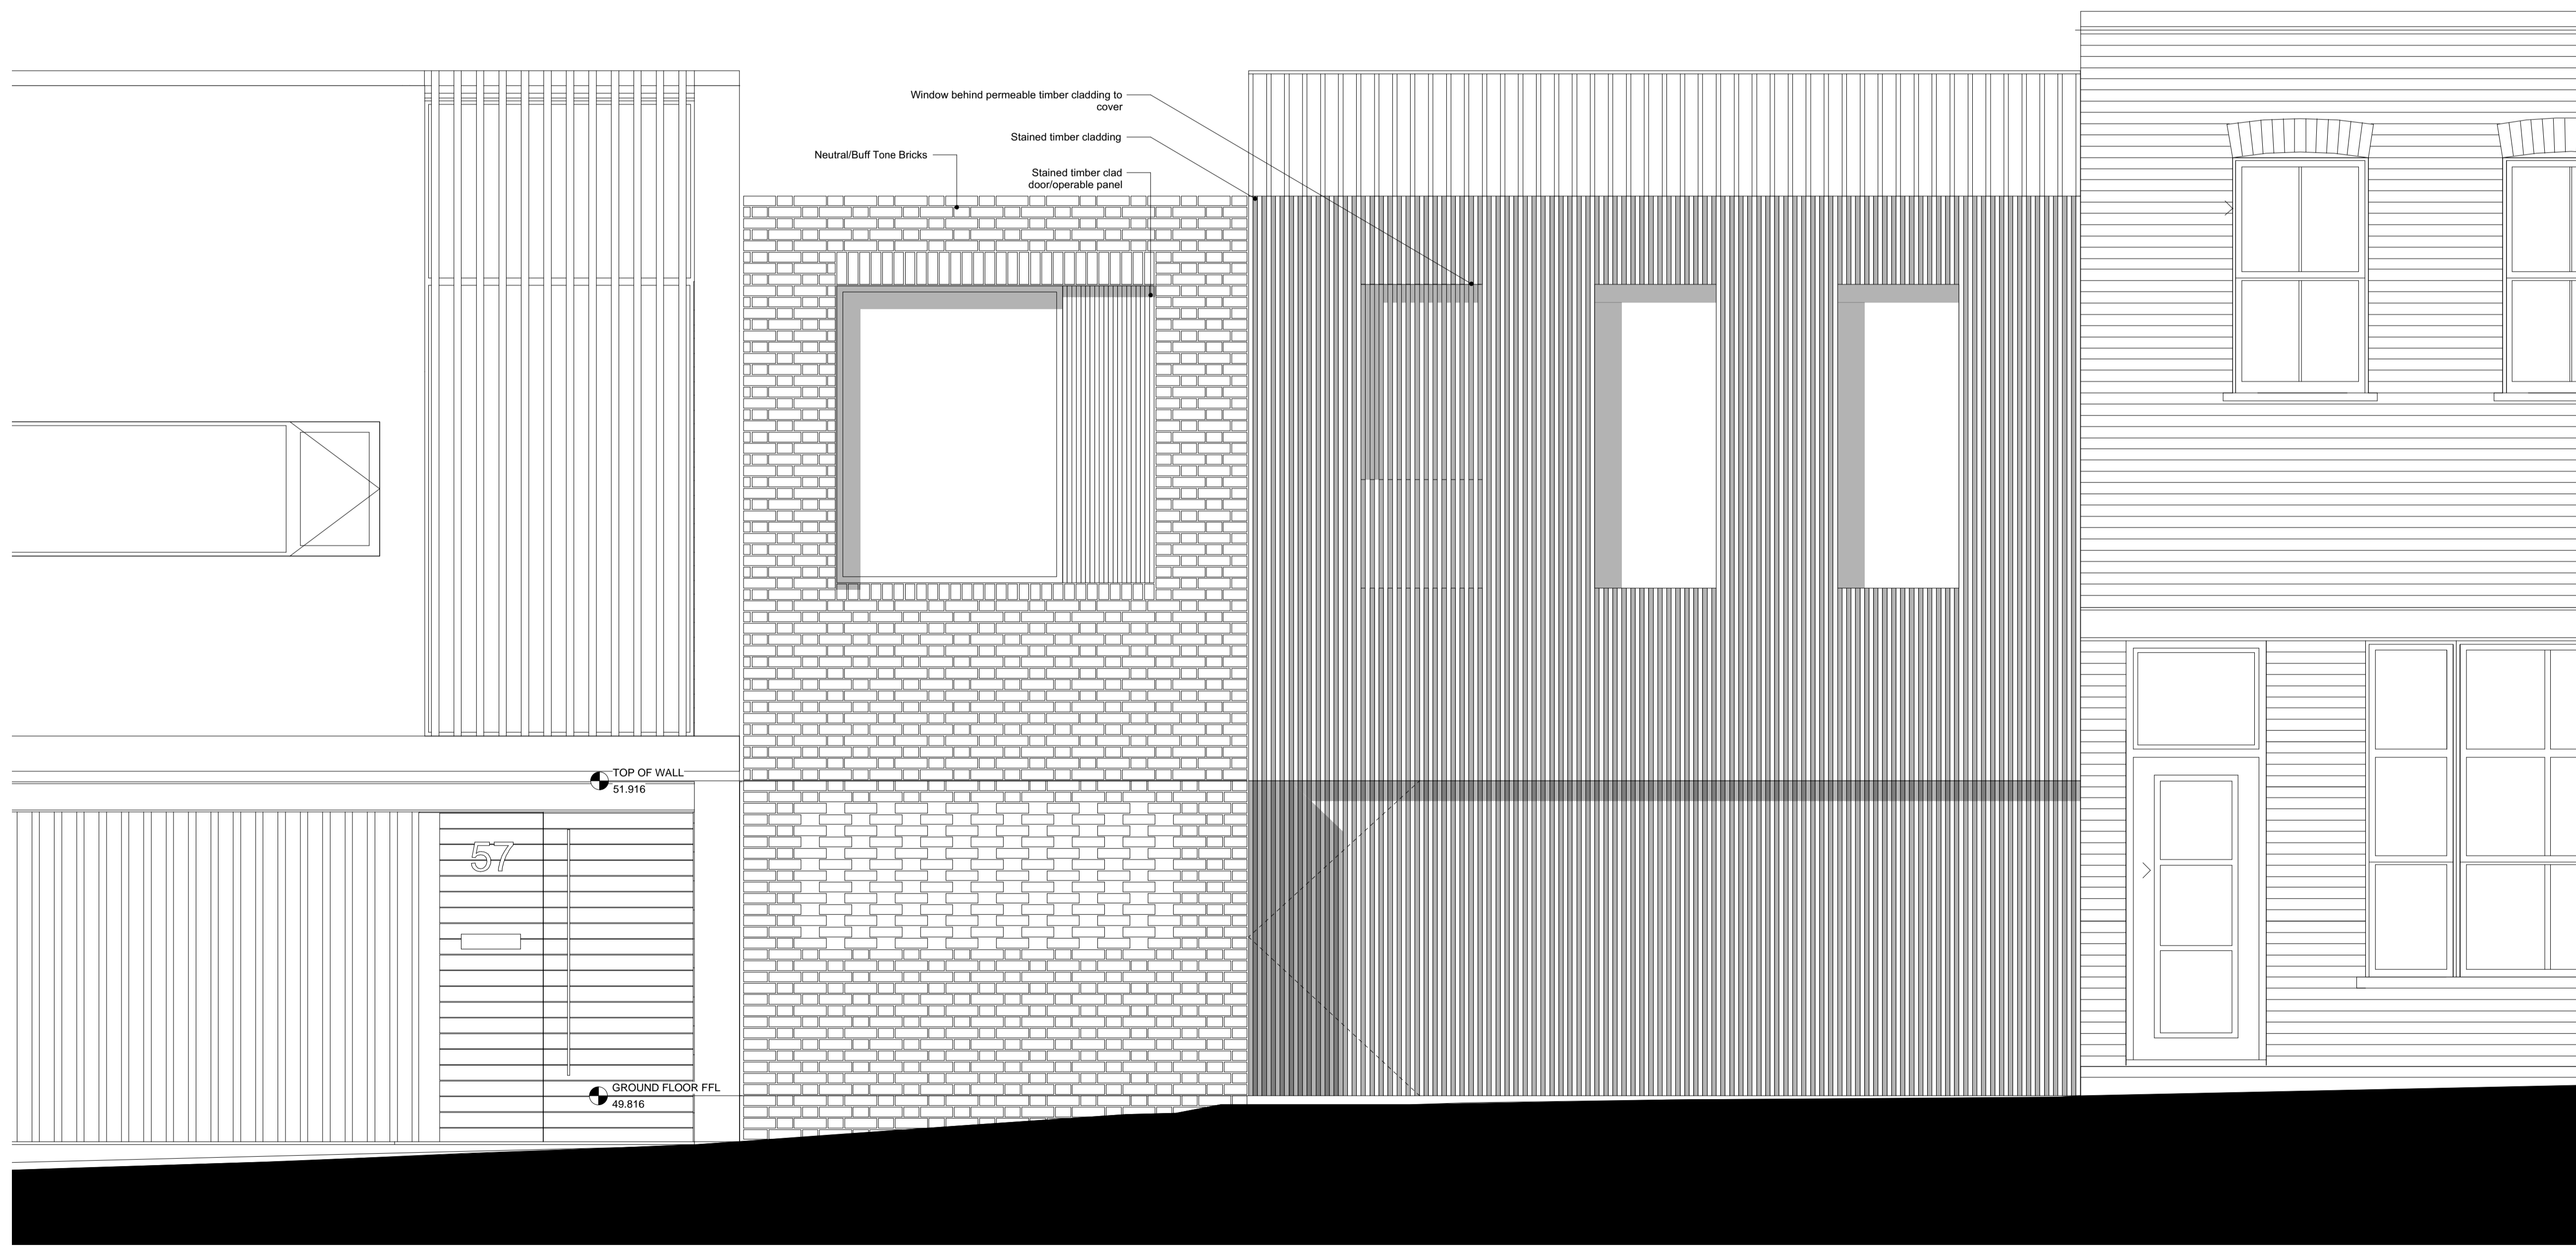 Window behind permeable timber cladding to
cover
Stained timber cladding
Neutral/Buff Tone Bricks
Stained timber clad
door/operable panel
TOP OF WALL
51.916
57
GROUND FLOOR FFL
49.816